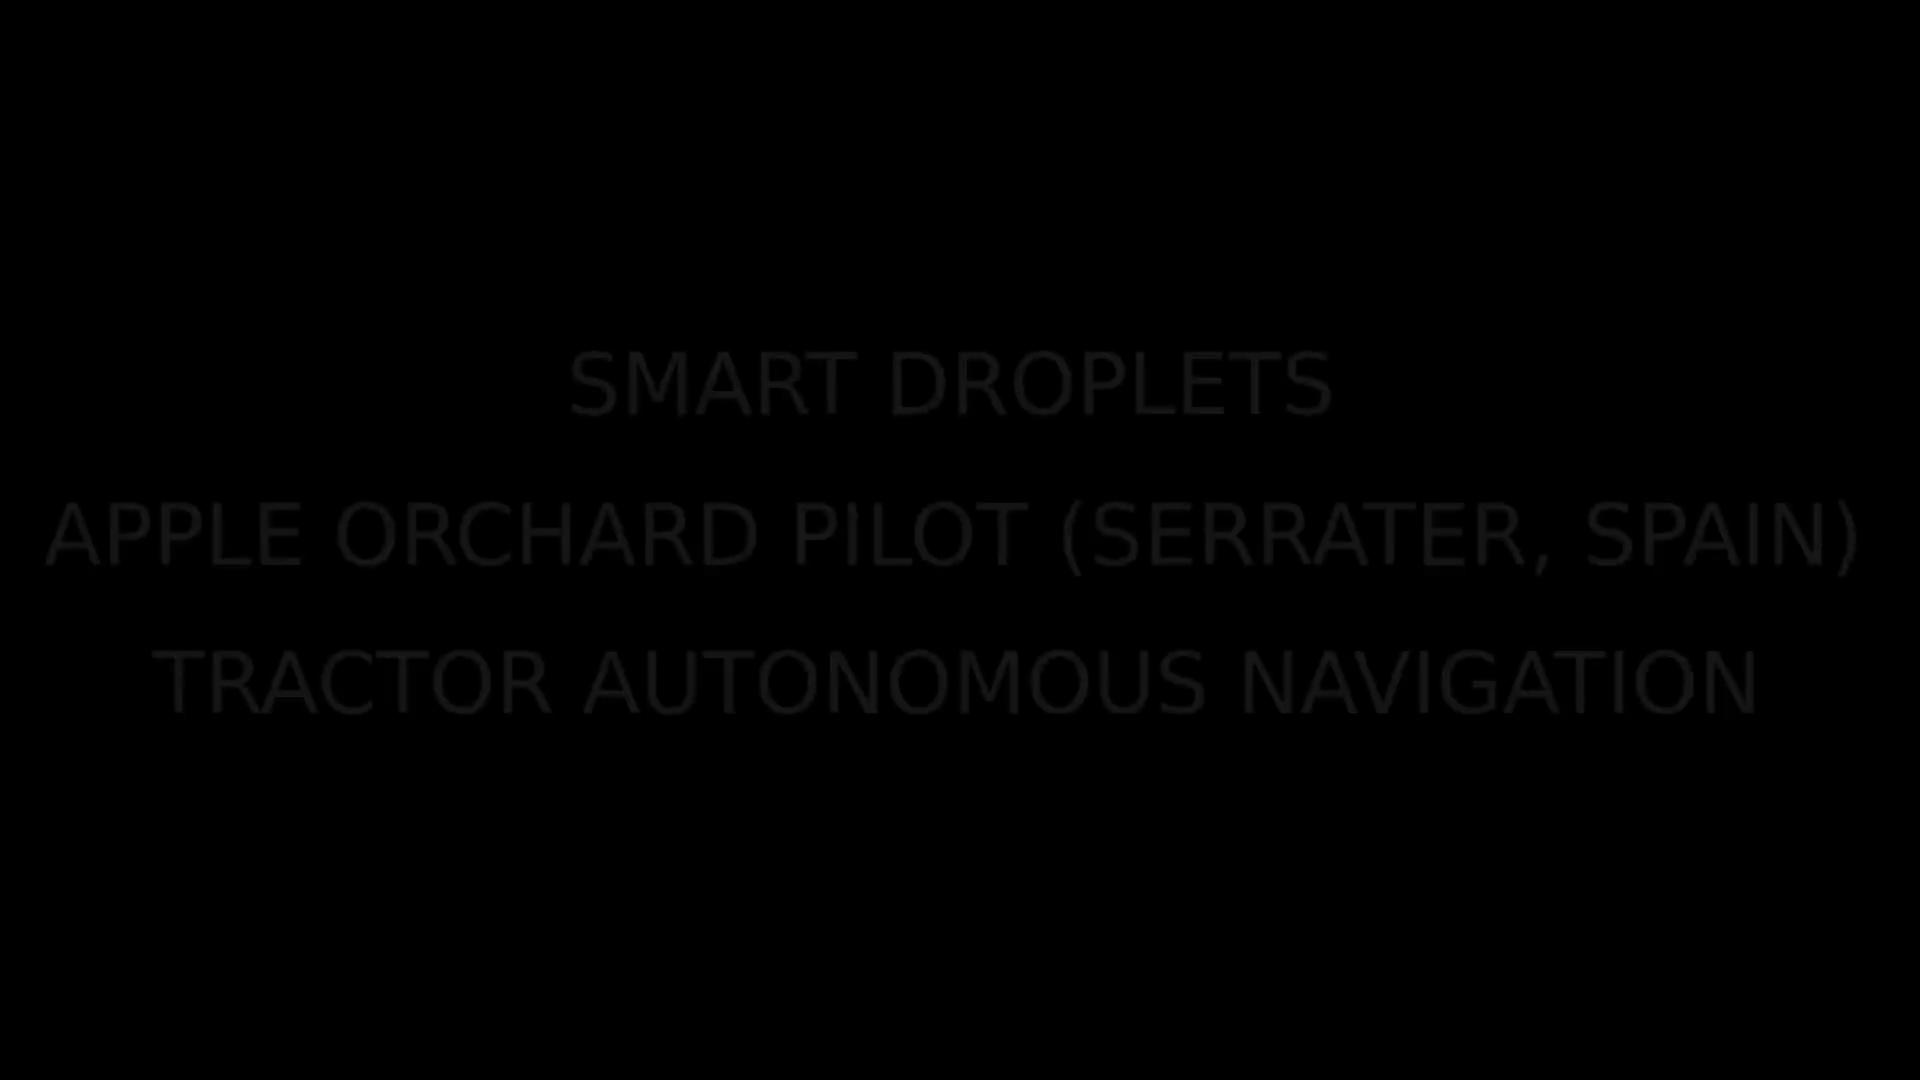 SMART DROPLETS
APPLE ORCHARD PILOT (SERRATER, SPAIN)
TRACTOR AUTONOMOUS NAVIGATION